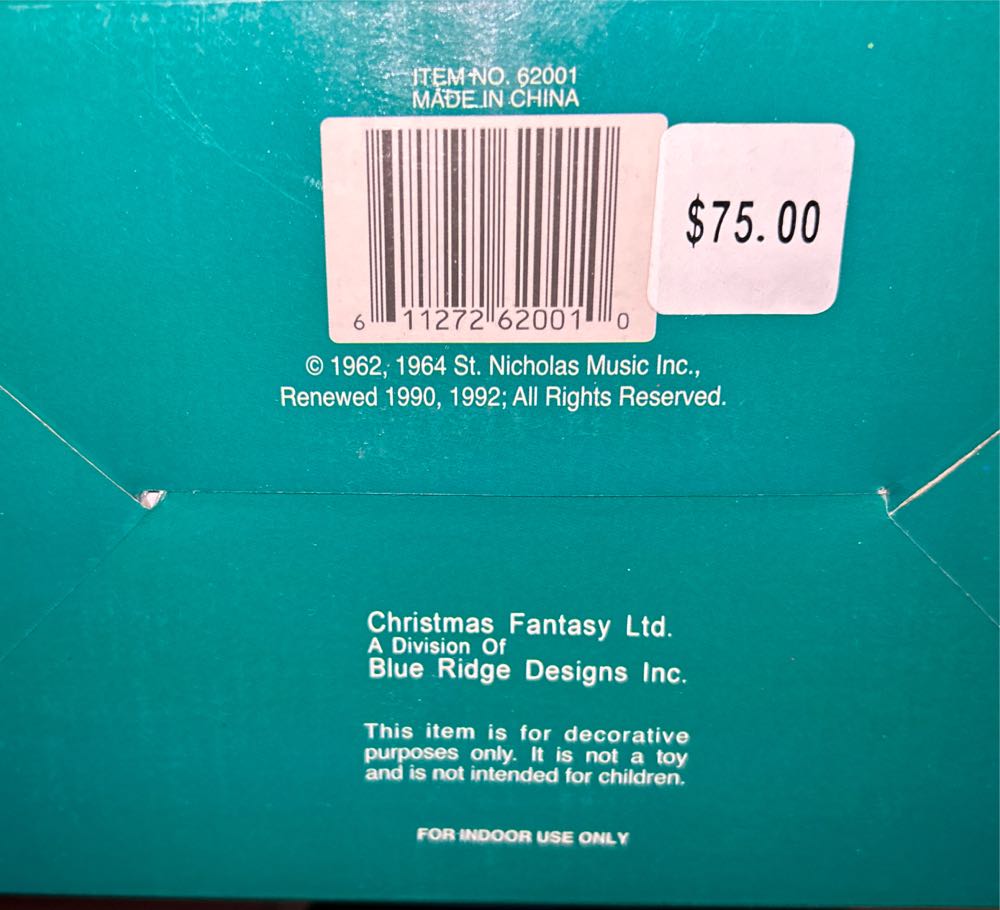 ITEM NO. 62001
MADE IN CHINA
$75.00
6 11272 62001 0
© 1962, 1964 St. Nicholas Music Inc.,
Renewed 1990, 1992; All Rights Reserved.
Christmas Fantasy Ltd.
A Division Of
Blue Ridge Designs Inc.
This item is for decorative
purposes only. It is not a toy
and is not intended for children.
FOR INDOOR USE ONLY